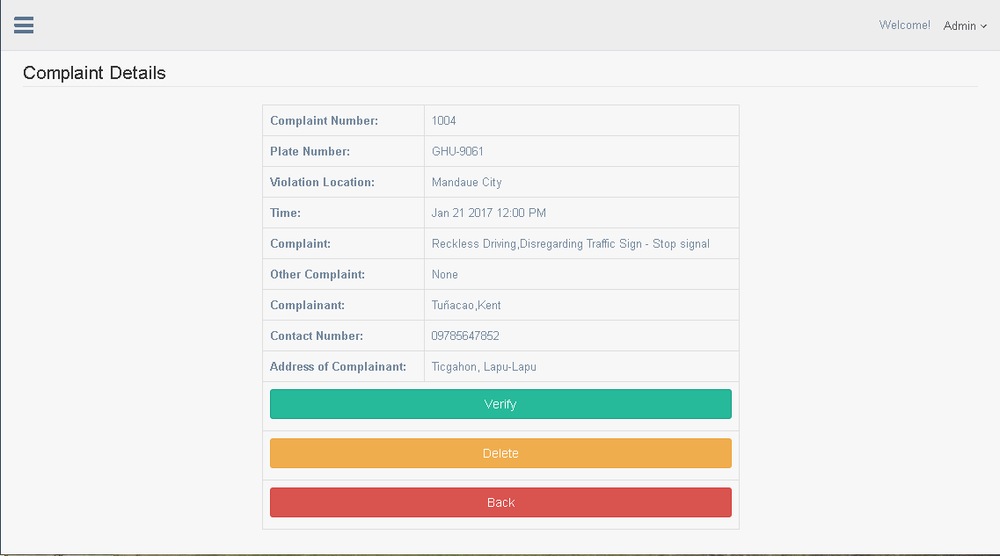 Welcome! Admin
Complaint Details
Complaint Number: 1004
Plate Number: GHU-9061
Violation Location: Mandaue City
Time: Jan 21 2017 12:00 PM
Complaint: Reckless Driving,Disregarding Traffic Sign - Stop signal
Other Complaint: None
Complainant: Tuñacao,Kent
Contact Number: 09785647852
Address of Complainant: Ticgahon, Lapu-Lapu
Verify
Delete
Back